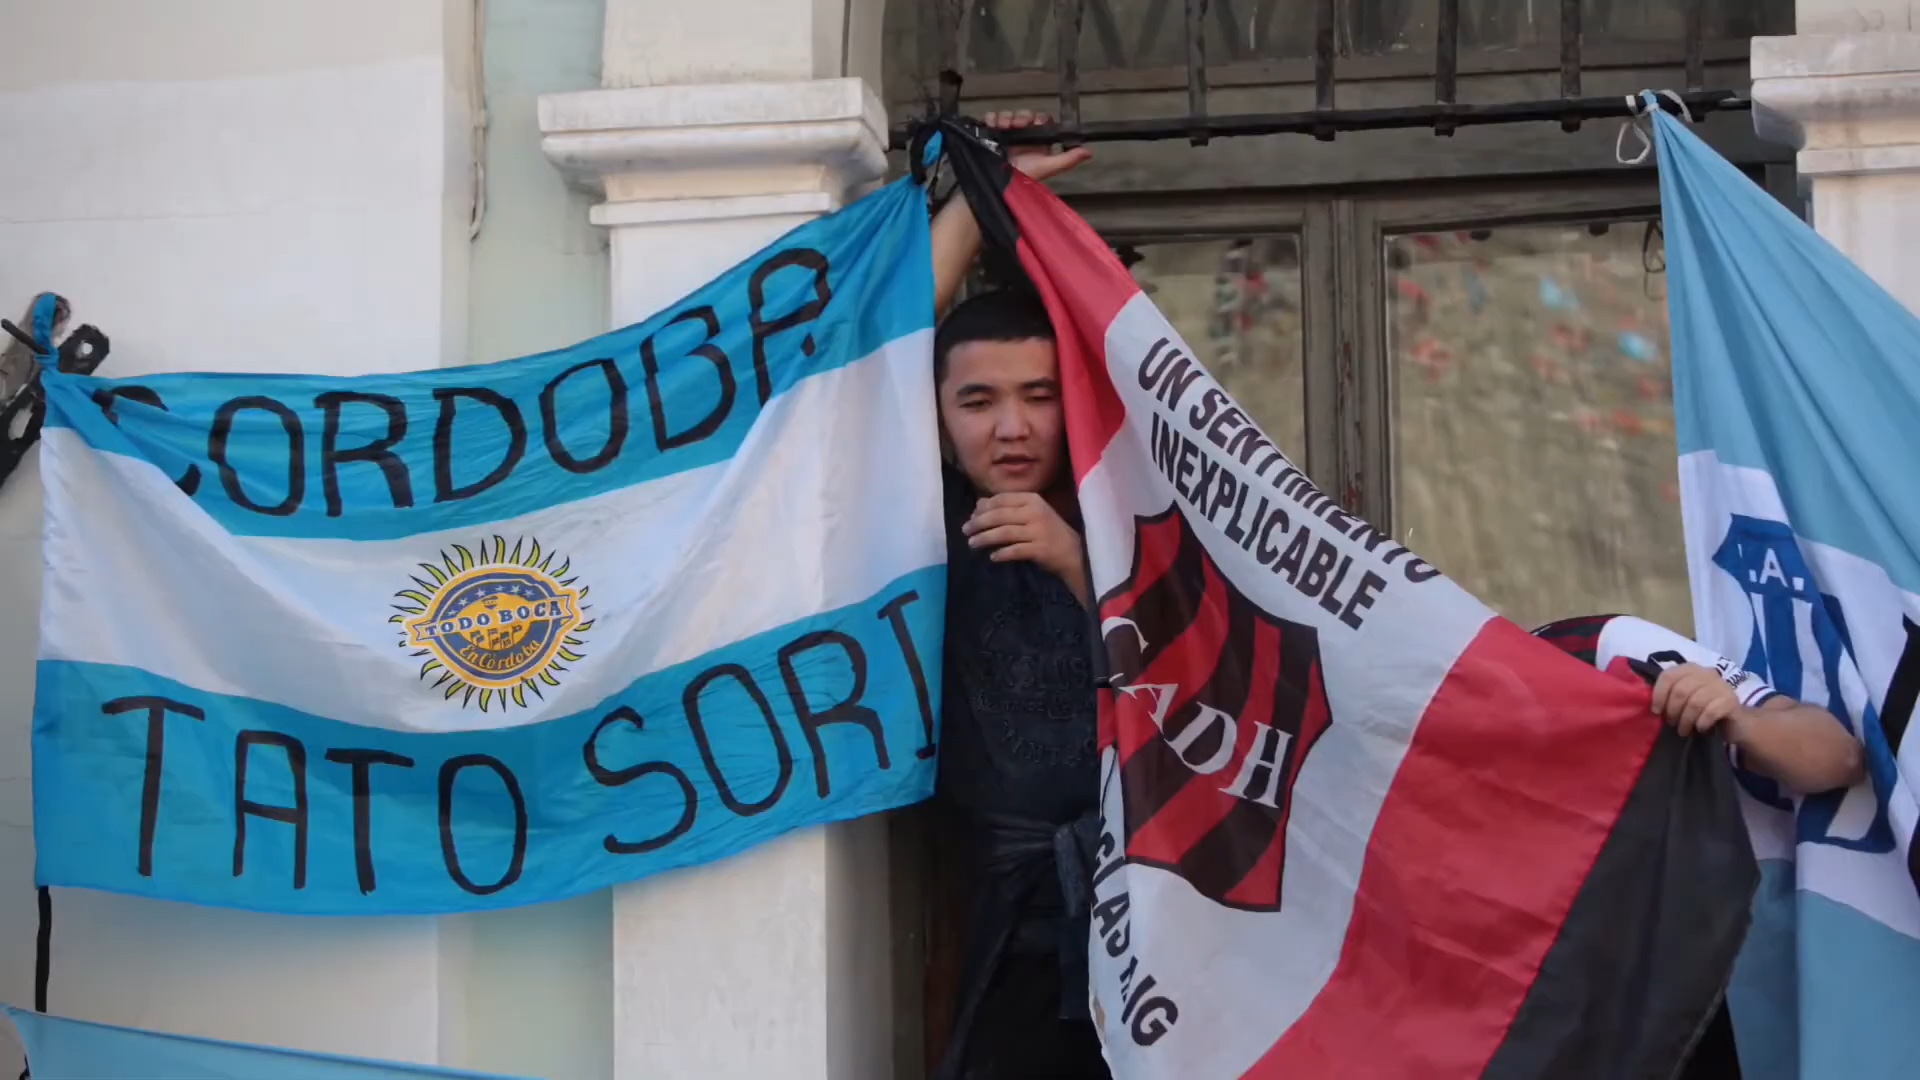 CORDOBA
TODO BOCA
En Córdoba
TATO SORI
UN SENTIMIENTO
INEXPLICABLE
CADH
.A.